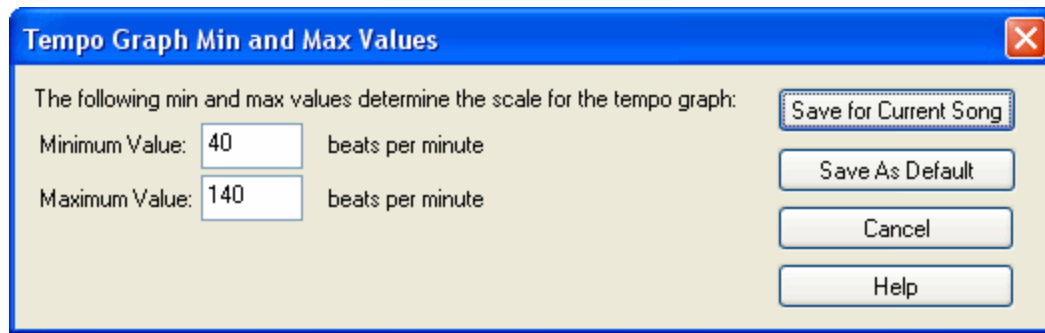 Tempo Graph Min and Max Values
The following min and max values determine the scale for the tempo graph:
Minimum Value: 40 beats per minute
Maximum Value: 140 beats per minute
Save for Current Song
Save As Default
Cancel
Help